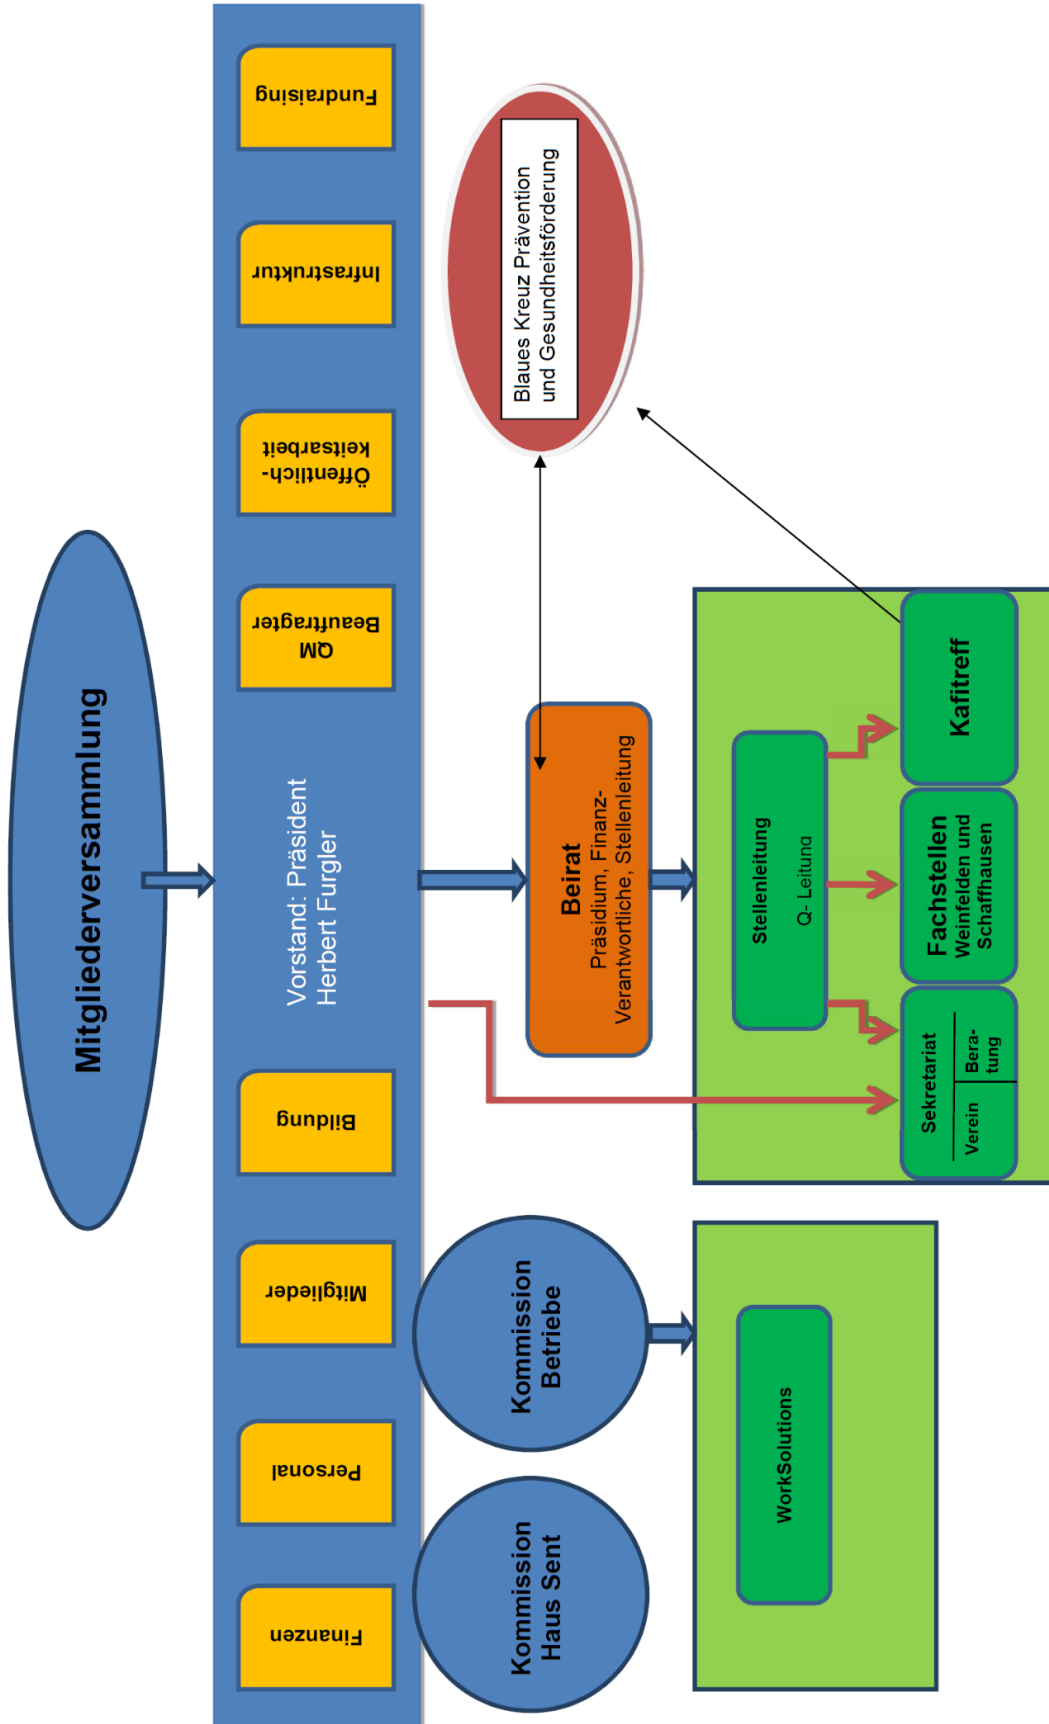 Mitgliederversammlung
Finanzen
Personal
Mitglieder
Bildung
Vorstand: Präsident
Herbert Furgler
QM
Beauftragter
Öffentlich-
keitsarbeit
Infrastruktur
Fundraising
Kommission
Haus Sent
Kommission
Betriebe
Beirat
Präsidium, Finanz-
Verantwortliche, Stellenleitung
Blaues Kreuz Prävention
und Gesundheitsförderung
WorkSolutions
Stellenleitung
Q- Leitung
Sekretariat
Verein
Bera-
tung
Fachstellen
Weinfelden und
Schaffhausen
Kafitreff